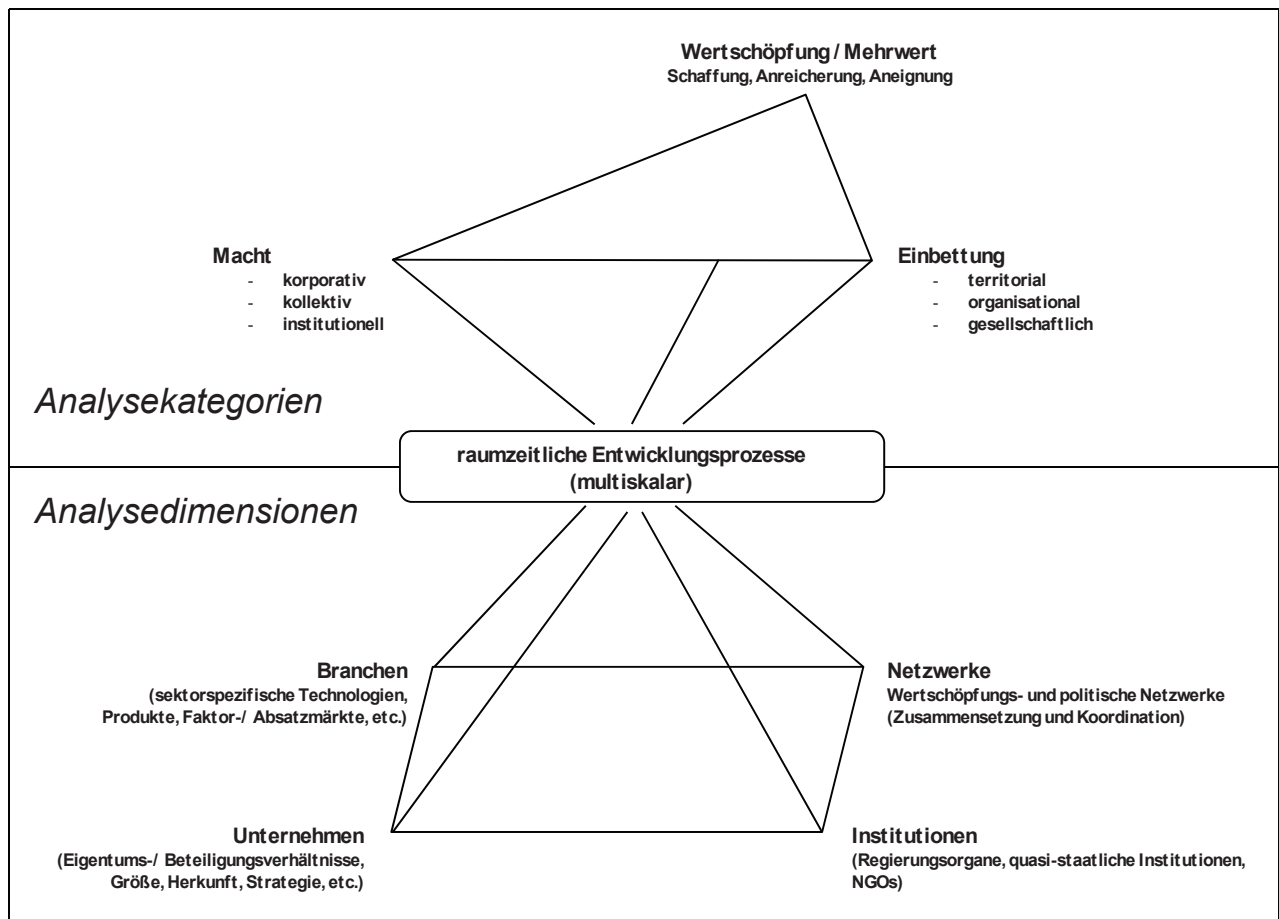 Wertschöpfung / Mehrwert
Schaffung, Anreicherung, Aneignung
Macht
- korporativ
- kollektiv
- institutionell
Einbettung
- territorial
- organisational
- gesellschaftlich
Analysekategorien
raumzeitliche Entwicklungsprozesse
(multiskalar)
Analysedimensionen
Branchen
(sektorspezifische Technologien,
Produkte, Faktor-/ Absatzmärkte, etc.)
Netzwerke
Wertschöpfungs- und politische Netzwerke
(Zusammensetzung und Koordination)
Unternehmen
(Eigentums-/ Beteiligungsverhältnisse,
Größe, Herkunft, Strategie, etc.)
Institutionen
(Regierungsorgane, quasi-staatliche Institutionen,
NGOs)